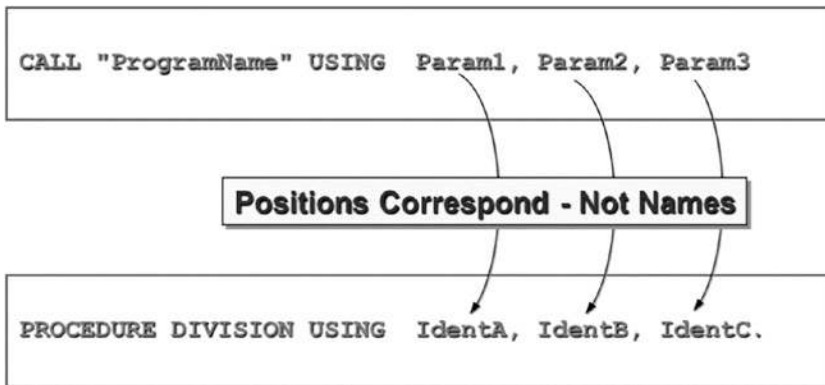 CALL "ProgramName" USING Param1, Param2, Param3
Positions Correspond - Not Names
PROCEDURE DIVISION USING IdentA, IdentB, IdentC.